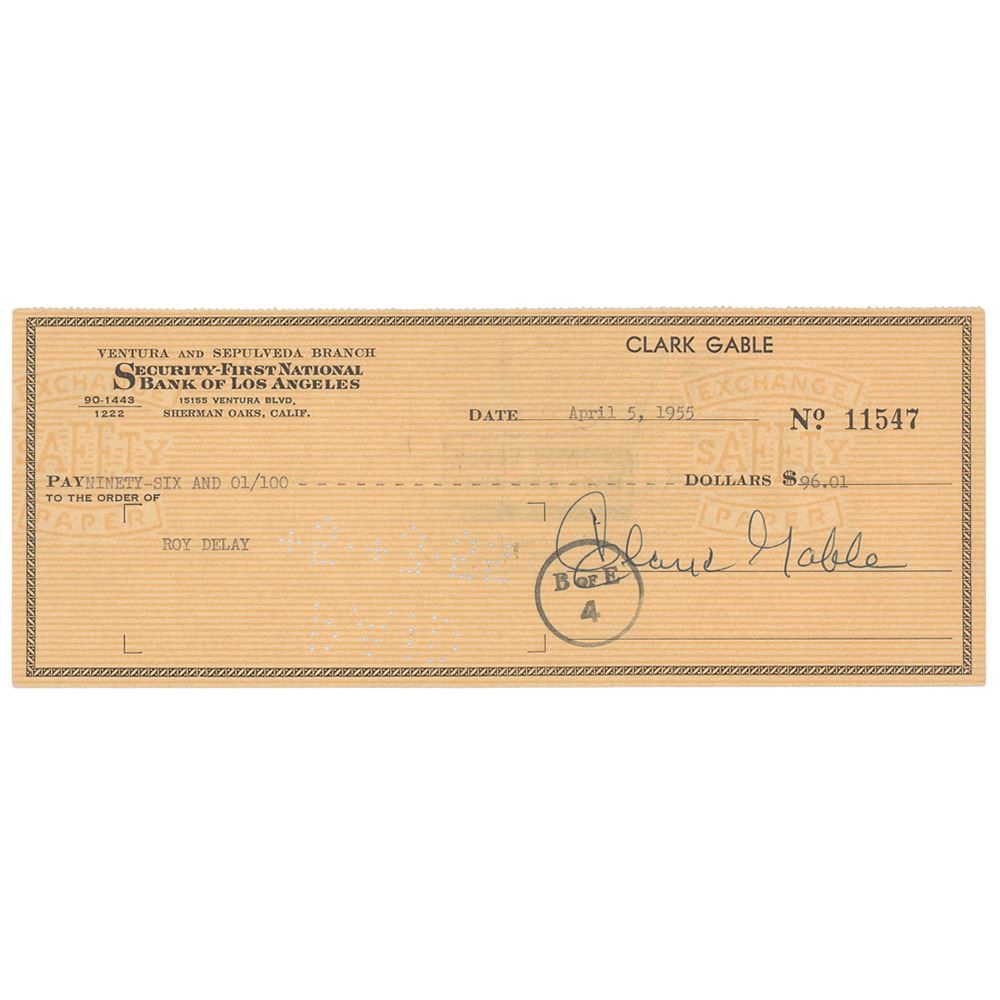 VENTURA AND SEPULVEDA BRANCH
SECURITY-FIRST NATIONAL
BANK OF LOS ANGELES
90-1443
1222
15155 VENTURA BLVD.
SHERMAN OAKS, CALIF.
CLARK GABLE
DATE April 5, 1955
Nº 11547
EXCHANGE
SAFETY
PAPER
EXCHANGE
SAFETY
PAPER
PAY NINETY-SIX AND 01/100 - - - - - - - - - - - - - - - - - - - - - - - - - DOLLARS $96.01
TO THE ORDER OF
ROY DELAY
Clark Gable
B OF E
4